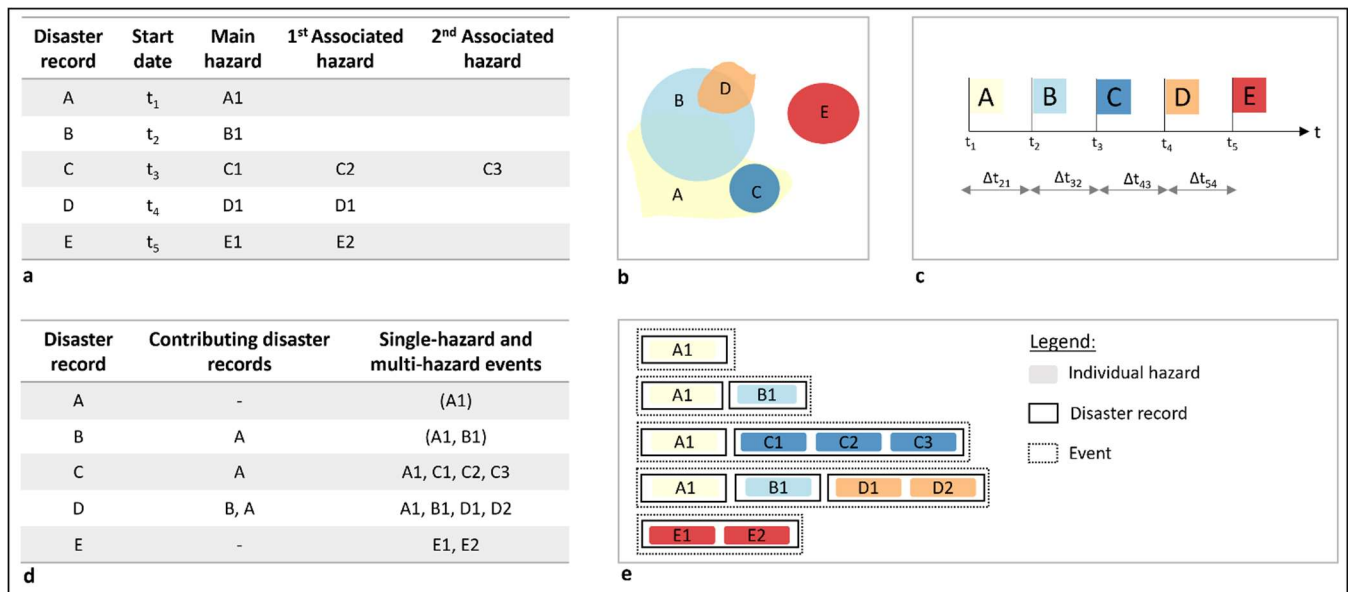 Disaster record Start date Main hazard 1st Associated hazard 2nd Associated hazard
A t1 A1
B t2 B1
C t3 C1 C2 C3
D t4 D1 D1
E t5 E1 E2
a
B
D
E
A
C
b
A B C D E
t
t1 t2 t3 t4 t5
Δt21 Δt32 Δt43 Δt54
c
Disaster record Contributing disaster records Single-hazard and multi-hazard events
A - (A1)
B A (A1, B1)
C A A1, C1, C2, C3
D B, A A1, B1, D1, D2
E - E1, E2
d
A1
A1 B1
A1 C1 C2 C3
A1 B1 D1 D2
E1 E2
Legend:
Individual hazard
Disaster record
Event
e